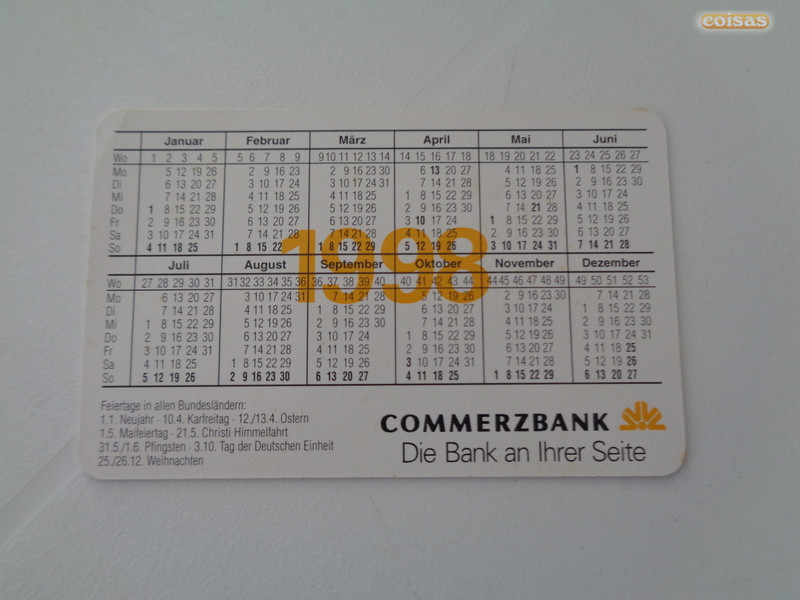 coisas
Januar Februar März April Mai Juni
Wo 1 2 3 4 5 5 6 7 8 9 9 10 11 12 13 14 14 15 16 17 18 18 19 20 21 22 23 24 25 26 27
Mo 5 12 19 26 2 9 16 23 2 9 16 23 30 6 13 20 27 4 11 18 25 1 8 15 22 29
Di 6 13 20 27 3 10 17 24 3 10 17 24 31 7 14 21 28 5 12 19 26 2 9 16 23 30
Mi 7 14 21 28 4 11 18 25 4 11 18 25 1 8 15 22 29 6 13 20 27 3 10 17 24
Do 1 8 15 22 29 5 12 19 26 5 12 19 26 2 9 16 23 30 7 14 21 28 4 11 18 25
Fr 2 9 16 23 30 6 13 20 27 6 13 20 27 3 10 17 24 1 8 15 22 29 5 12 19 26
Sa 3 10 17 24 31 7 14 21 28 7 14 21 28 4 11 18 25 2 9 16 23 30 6 13 20 27
So 4 11 18 25 1 8 15 22 1 8 15 22 29 5 12 19 26 3 10 17 24 31 7 14 21 28
1998
Juli August September Oktober November Dezember
Wo 27 28 29 30 31 31 32 33 34 35 36 36 37 38 39 40 40 41 42 43 44 44 45 46 47 48 49 49 50 51 52 53
Mo 6 13 20 27 3 10 17 24 31 7 14 21 28 5 12 19 26 2 9 16 23 30 7 14 21 28
Di 7 14 21 28 4 11 18 25 1 8 15 22 29 6 13 20 27 3 10 17 24 1 8 15 22 29
Mi 1 8 15 22 29 5 12 19 26 2 9 16 23 30 7 14 21 28 4 11 18 25 2 9 16 23 30
Do 2 9 16 23 30 6 13 20 27 3 10 17 24 1 8 15 22 29 5 12 19 26 3 10 17 24 31
Fr 3 10 17 24 31 7 14 21 28 4 11 18 25 2 9 16 23 30 6 13 20 27 4 11 18 25
Sa 4 11 18 25 1 8 15 22 29 5 12 19 26 3 10 17 24 31 7 14 21 28 5 12 19 26
So 5 12 19 26 2 9 16 23 30 6 13 20 27 4 11 18 25 1 8 15 22 29 6 13 20 27
Feiertage in allen Bundesländern:
1.1. Neujahr · 10.4. Karfreitag · 12./13.4. Ostern
1.5. Maifeiertag · 21.5. Christi Himmelfahrt
31.5./1.6. Pfingsten · 3.10. Tag der Deutschen Einheit
25./26.12. Weihnachten
COMMERZBANK
Die Bank an Ihrer Seite